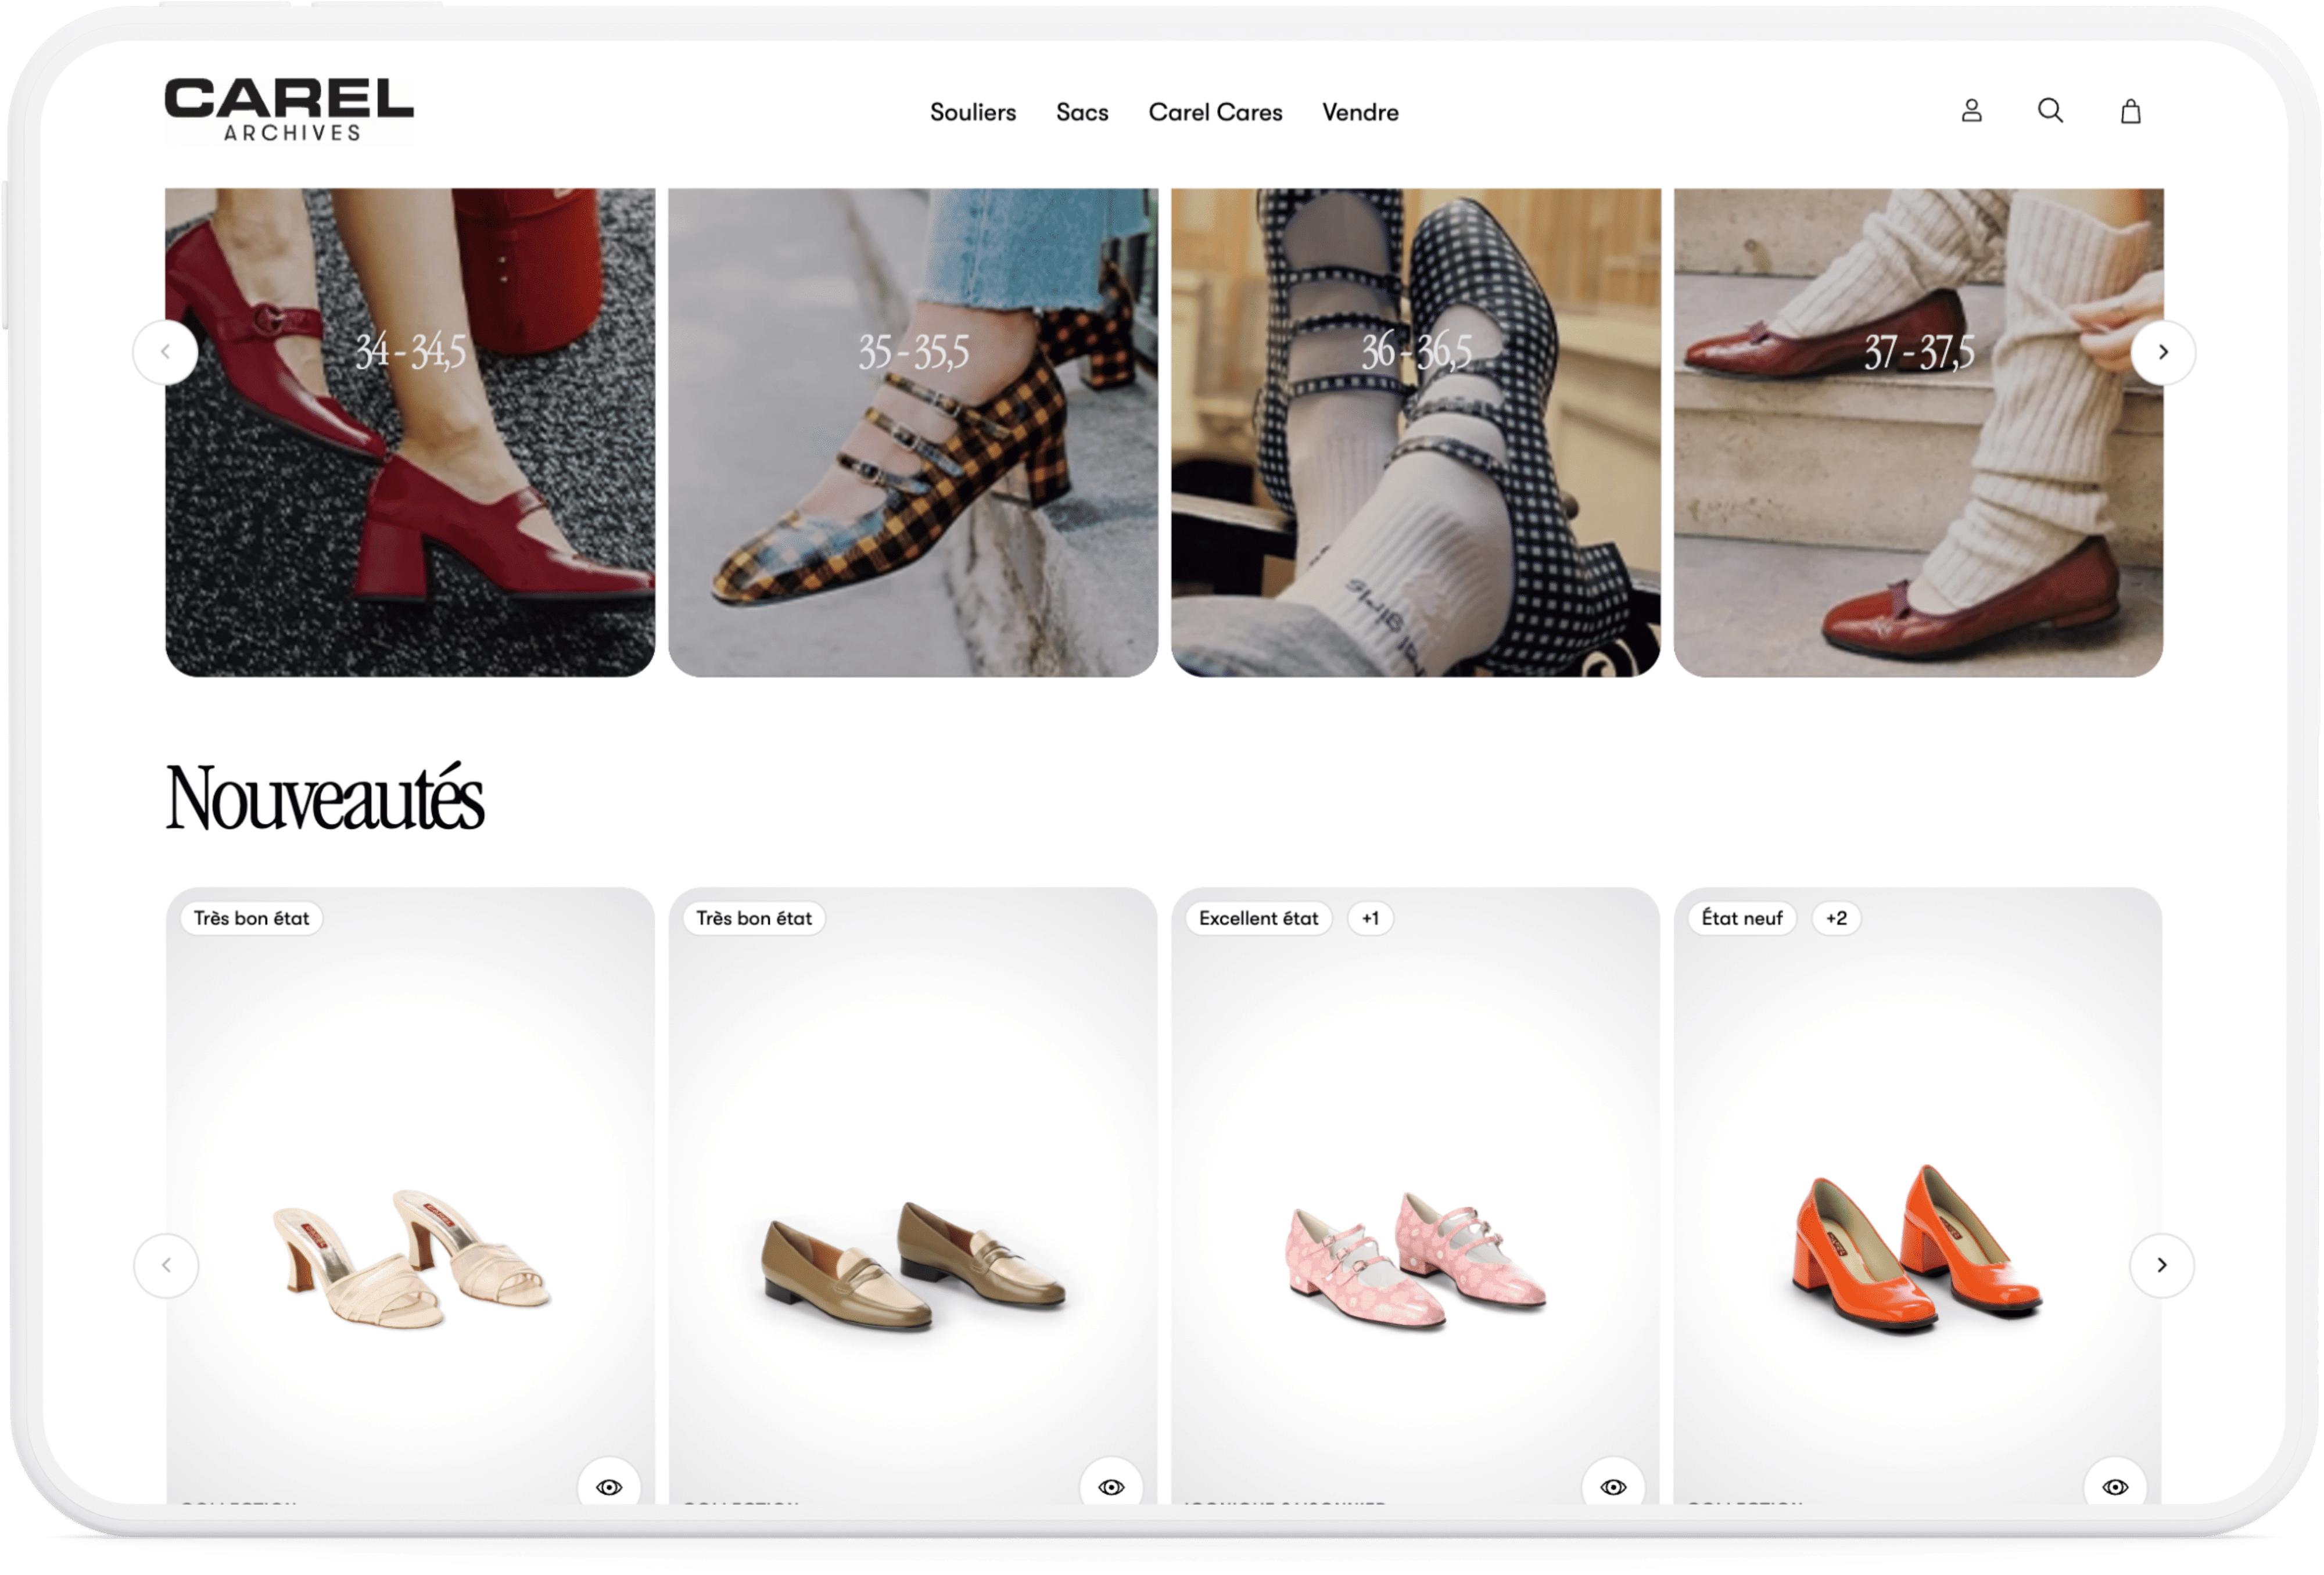 CAREL
ARCHIVES
Souliers Sacs Carel Cares Vendre
34 - 34,5
35 - 35,5
36 - 36,5
37 - 37,5
Nouveautés
Très bon état
Très bon état
Excellent état +1
État neuf +2